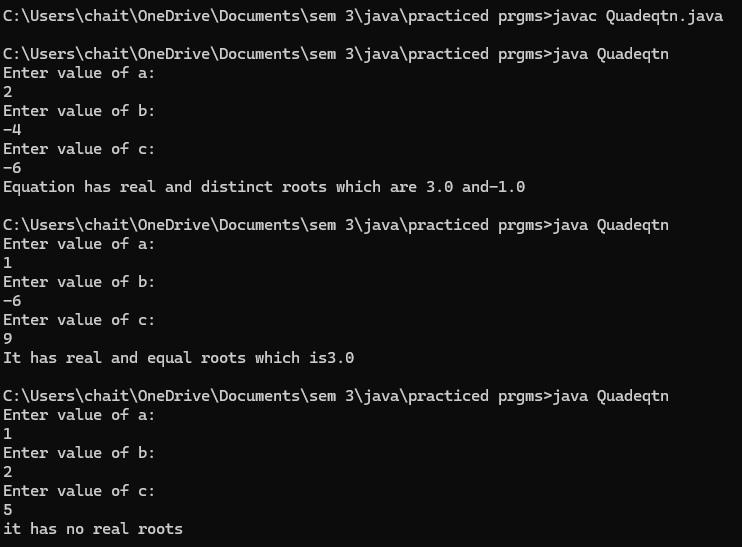 C:\Users\chait\OneDrive\Documents\sem 3\java\practiced prgms>javac Quadeqtn.java
C:\Users\chait\OneDrive\Documents\sem 3\java\practiced prgms>java Quadeqtn
Enter value of a:
2
Enter value of b:
-4
Enter value of c:
-6
Equation has real and distinct roots which are 3.0 and-1.0
C:\Users\chait\OneDrive\Documents\sem 3\java\practiced prgms>java Quadeqtn
Enter value of a:
1
Enter value of b:
-6
Enter value of c:
9
It has real and equal roots which is3.0
C:\Users\chait\OneDrive\Documents\sem 3\java\practiced prgms>java Quadeqtn
Enter value of a:
1
Enter value of b:
2
Enter value of c:
5
it has no real roots